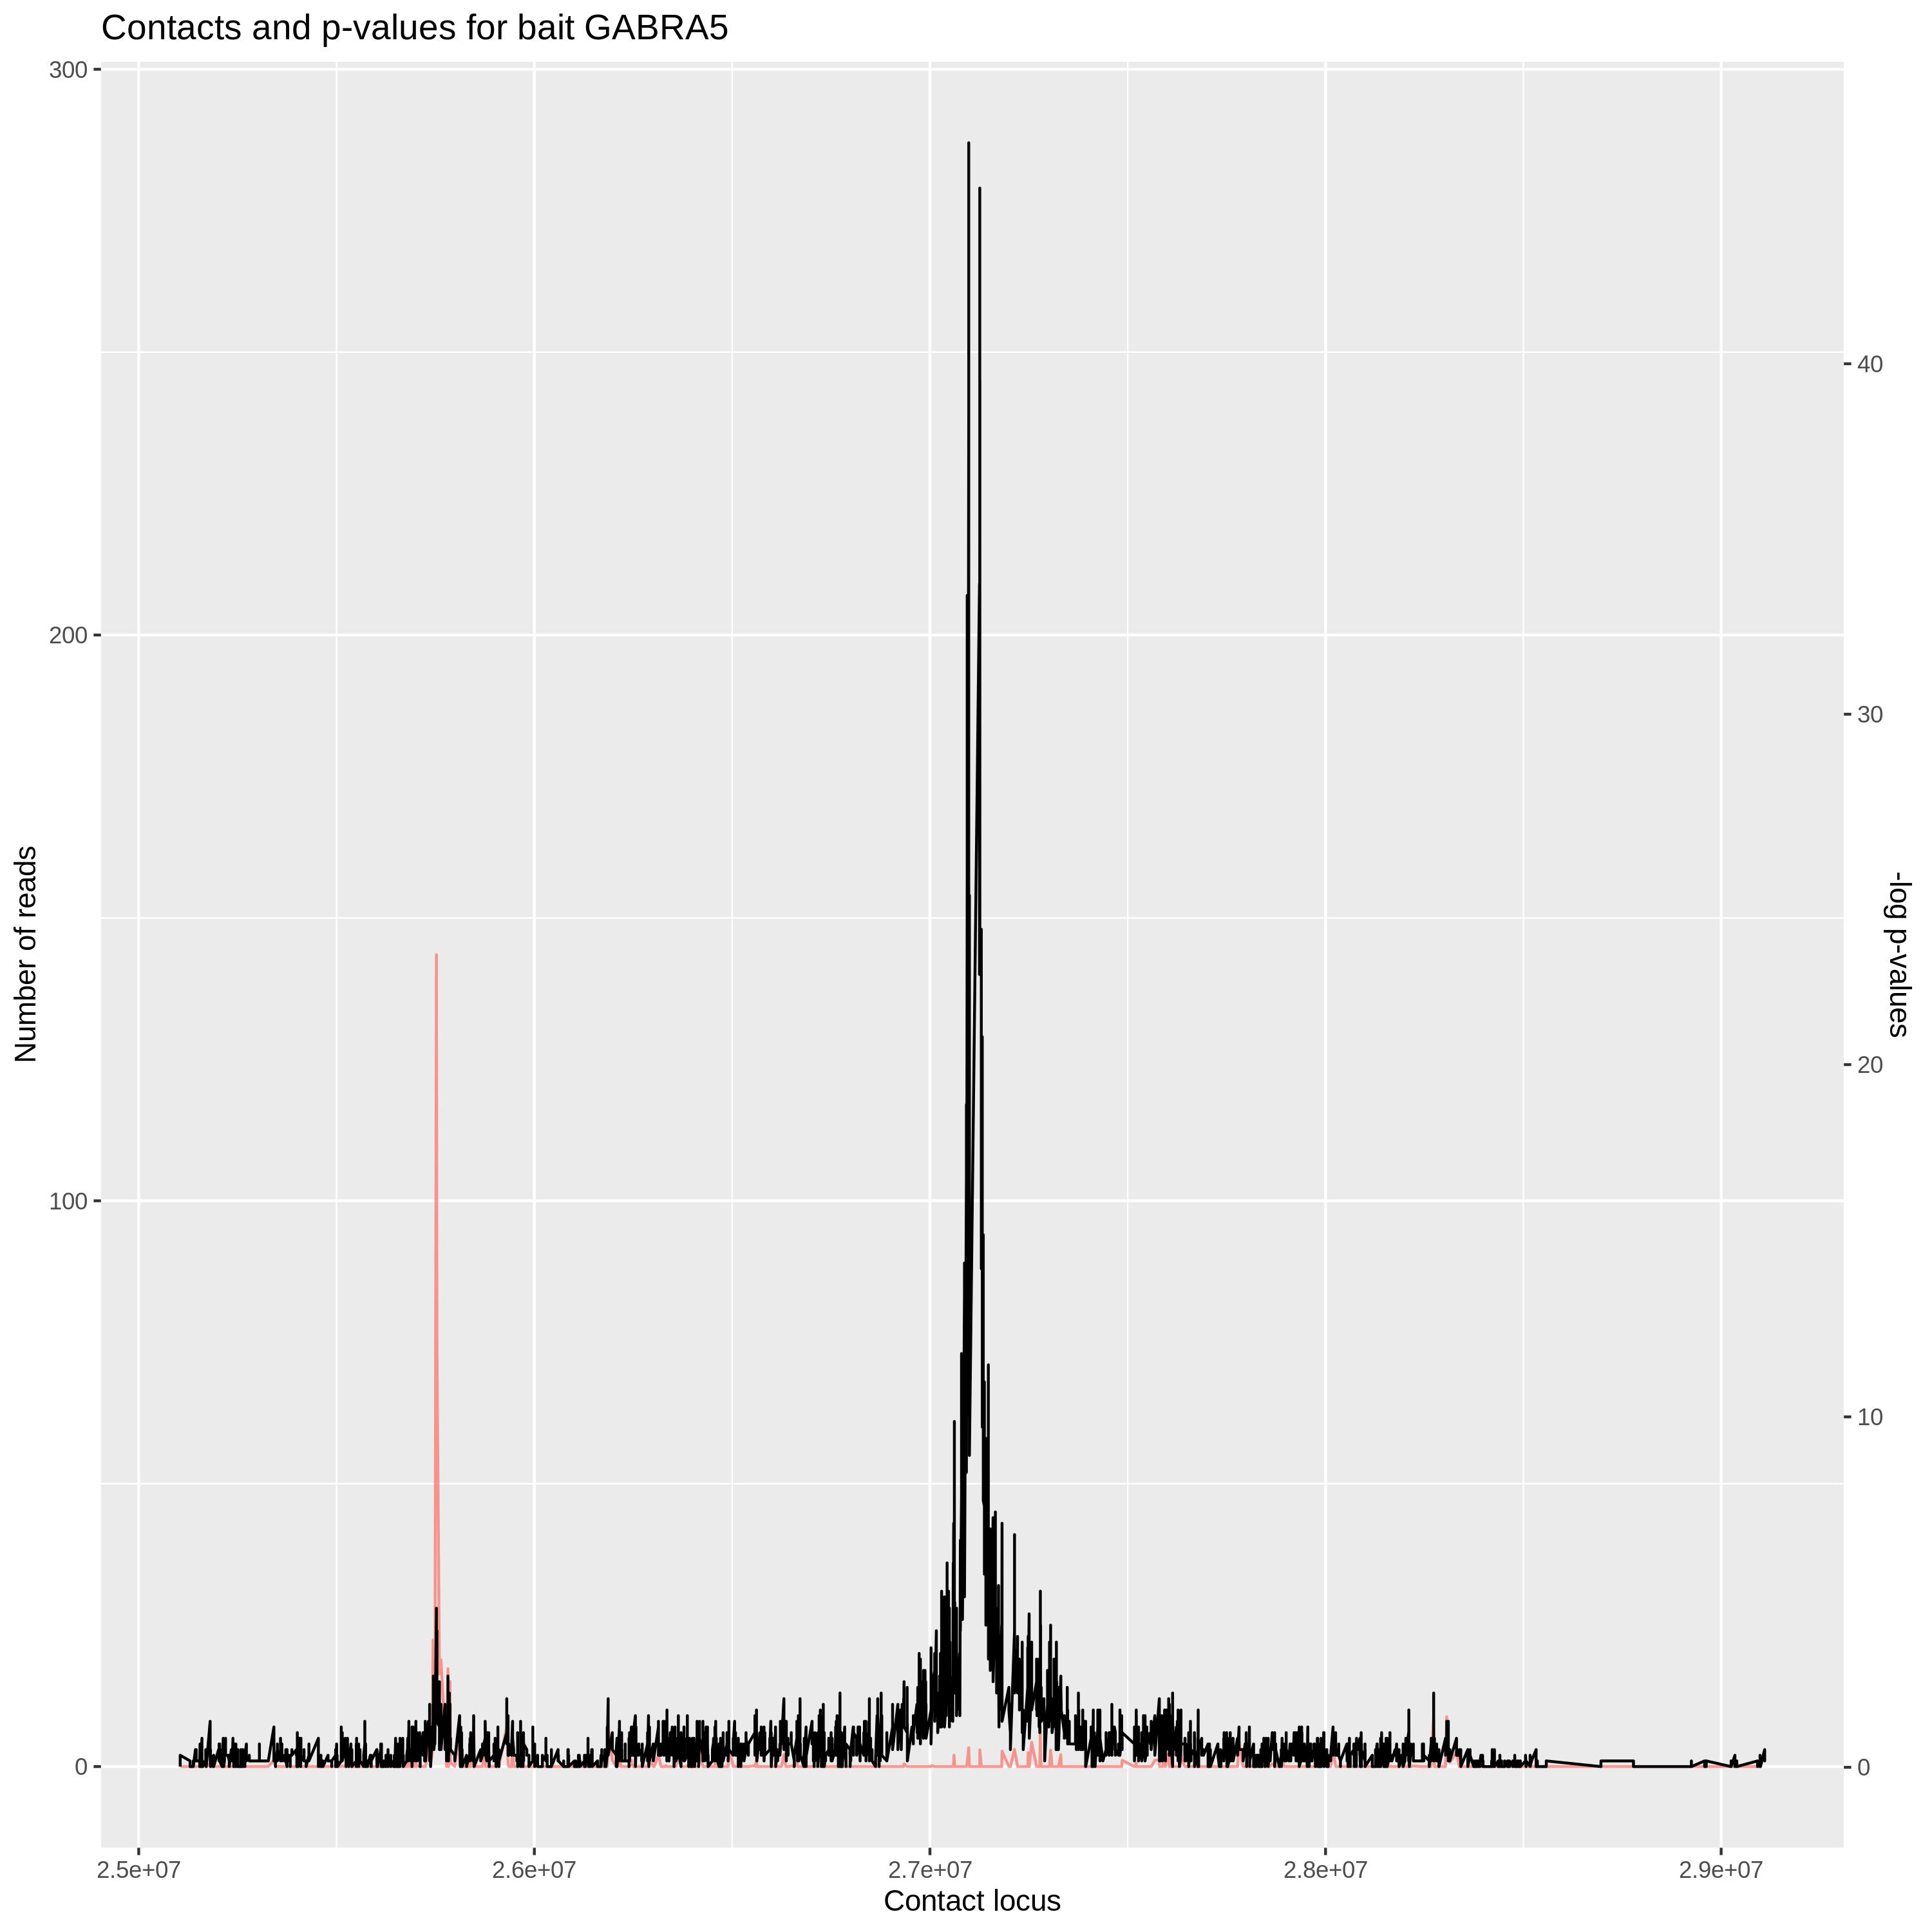 Contacts and p-values for bait GABRA5
300
200
100
0
Number of reads
40
30
20
10
0
-log p-values
2.5e+07 2.6e+07 2.7e+07 2.8e+07 2.9e+07
Contact locus